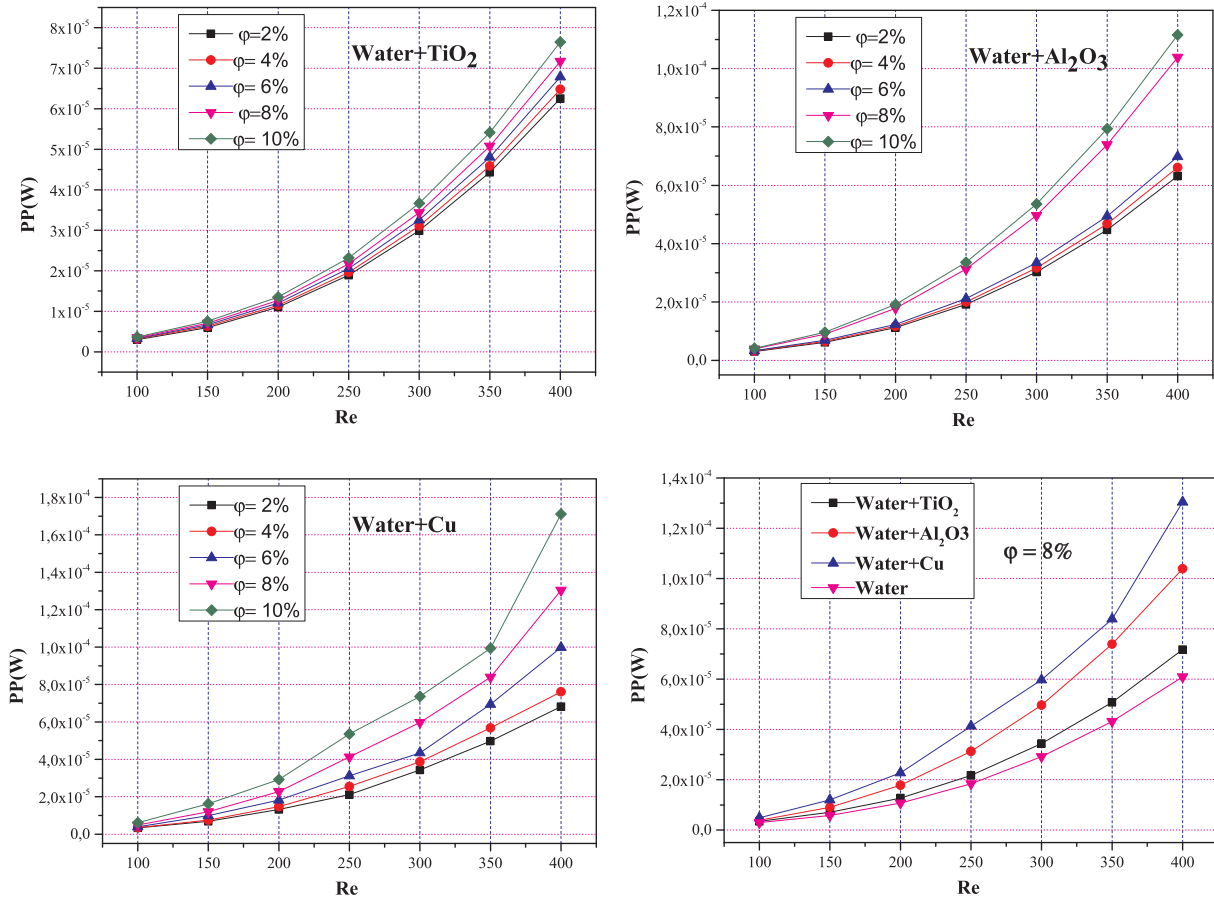 8x10⁻⁵
7x10⁻⁵
6x10⁻⁵
5x10⁻⁵
4x10⁻⁵
3x10⁻⁵
2x10⁻⁵
1x10⁻⁵
0
PP(W)
φ=2%
φ= 4%
φ= 6%
φ=8%
φ= 10%
Water+TiO₂
100 150 200 250 300 350 400
Re
1,2x10⁻⁴
1,0x10⁻⁴
8,0x10⁻⁵
6,0x10⁻⁵
4,0x10⁻⁵
2,0x10⁻⁵
0,0
PP(W)
φ=2%
φ= 4%
φ= 6%
φ=8%
φ= 10%
Water+Al₂O₃
100 150 200 250 300 350 400
Re
1,8x10⁻⁴
1,6x10⁻⁴
1,4x10⁻⁴
1,2x10⁻⁴
1,0x10⁻⁴
8,0x10⁻⁵
6,0x10⁻⁵
4,0x10⁻⁵
2,0x10⁻⁵
0,0
PP(W)
φ= 2%
φ= 4%
φ= 6%
φ= 8%
φ= 10%
Water+Cu
100 150 200 250 300 350 400
Re
1,4x10⁻⁴
1,2x10⁻⁴
1,0x10⁻⁴
8,0x10⁻⁵
6,0x10⁻⁵
4,0x10⁻⁵
2,0x10⁻⁵
0,0
PP(W)
Water+TiO₂
Water+Al₂O3
Water+Cu
Water
φ = 8%
100 150 200 250 300 350 400
Re